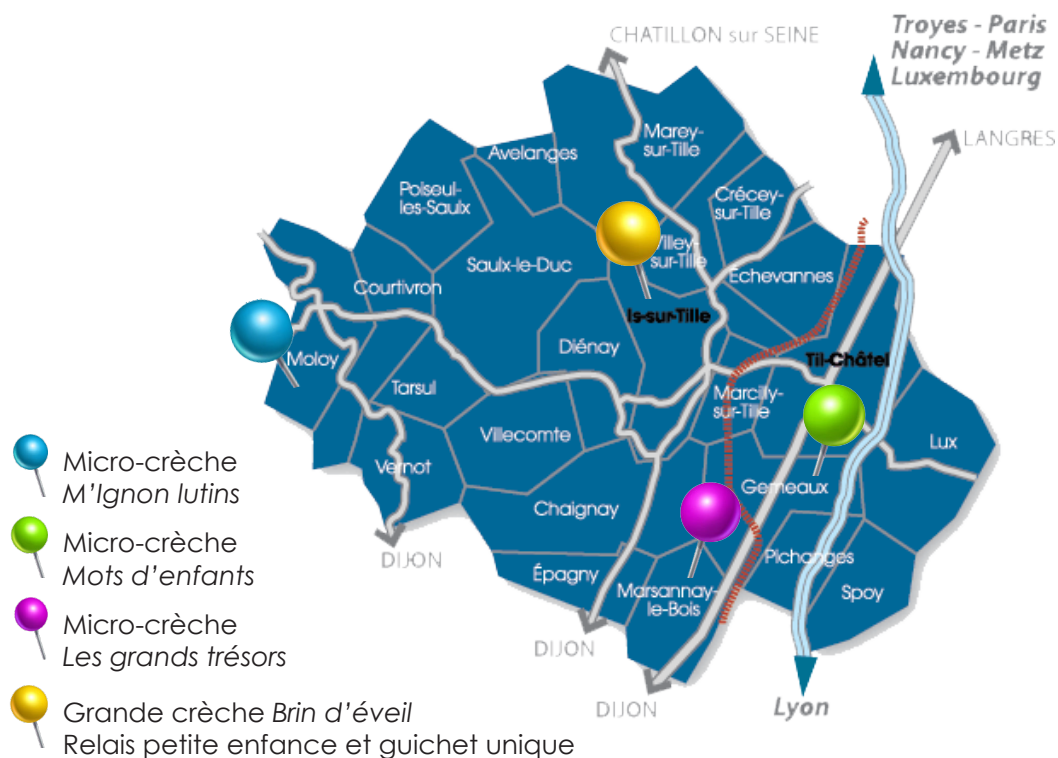 CHATILLON sur SEINE
Troyes - Paris
Nancy - Metz
Luxembourg
LANGRES
Marey-
sur-Tille
Avelanges
Poiseul-
les-Saulx
Crécey-
sur-Tille
Villey-
sur-Tille
Saulx-le-Duc
Échevannes
Courtivron
Is-sur-Tille
Diénay
Til-Châtel
Moloy
Tarsul
Marcilly-
sur-Tille
Villecomte
Lux
Vernot
Gemeaux
Chaignay
Pichanges
Épagny
Marsannay-
le-Bois
Spoy
DIJON
DIJON
DIJON
Lyon
Micro-crèche
M'Ignon lutins
Micro-crèche
Mots d'enfants
Micro-crèche
Les grands trésors
Grande crèche Brin d'éveil
Relais petite enfance et guichet unique